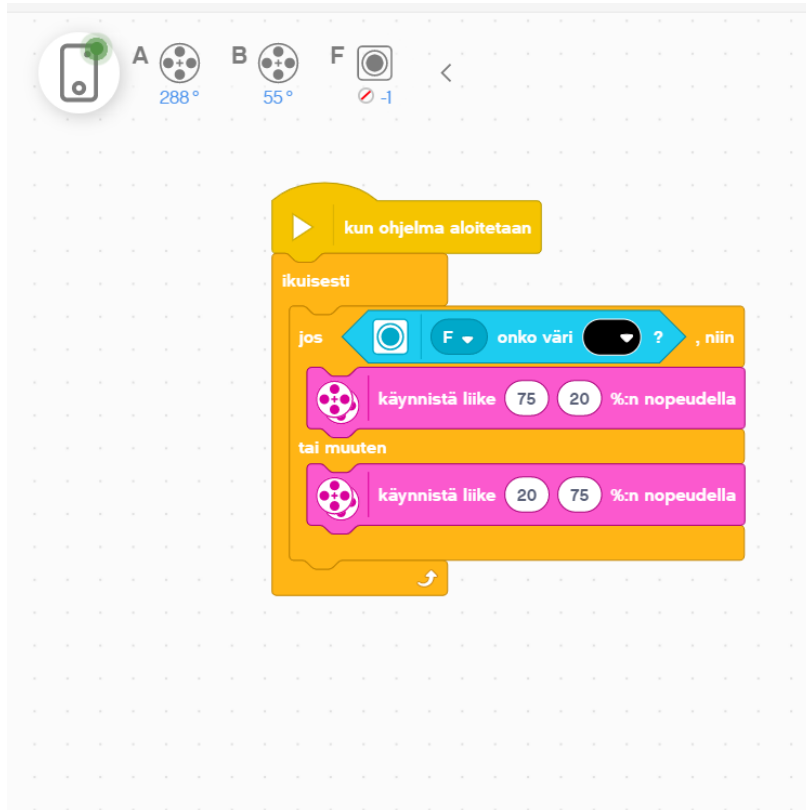 A B F
288° 55° -1
kun ohjelma aloitetaan
ikuisesti
jos F onko väri ? , niin
käynnistä liike 75 20 %:n nopeudella
tai muuten
käynnistä liike 20 75 %:n nopeudella